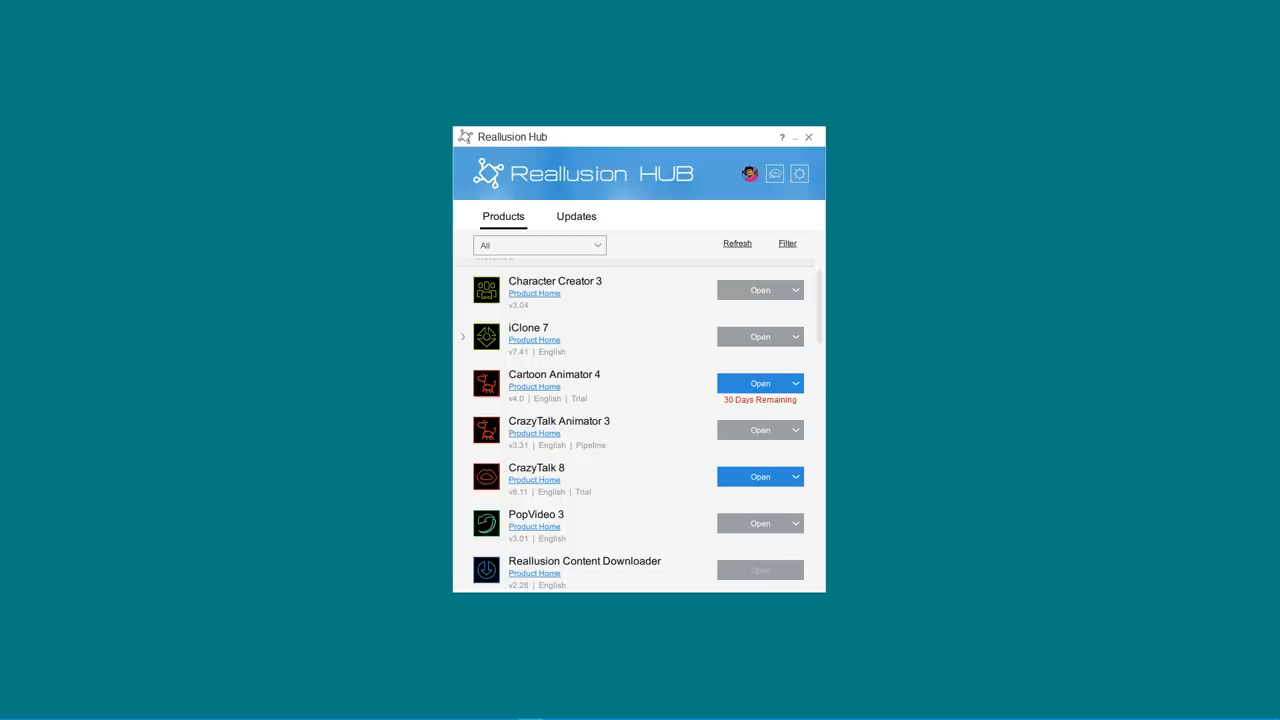 Reallusion Hub
?
Reallusion HUB
Products Updates
All
Refresh Filter
Installed
Character Creator 3
Product Home
v3.04
Open
iClone 7
Product Home
v7.41 | English
Open
Cartoon Animator 4
Product Home
v4.0 | English | Trial
Open
30 Days Remaining
CrazyTalk Animator 3
Product Home
v3.31 | English | Pipeline
Open
CrazyTalk 8
Product Home
v8.11 | English | Trial
Open
PopVideo 3
Product Home
v3.01 | English
Open
Reallusion Content Downloader
Product Home
v2.28 | English
Open